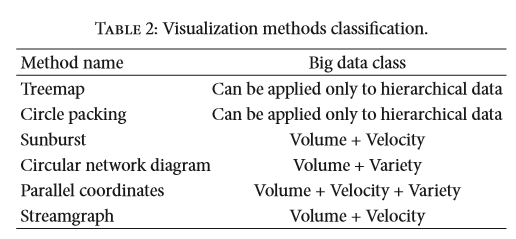 TABLE 2: Visualization methods classification.
Method name Big data class
Treemap Can be applied only to hierarchical data
Circle packing Can be applied only to hierarchical data
Sunburst Volume + Velocity
Circular network diagram Volume + Variety
Parallel coordinates Volume + Velocity + Variety
Streamgraph Volume + Velocity